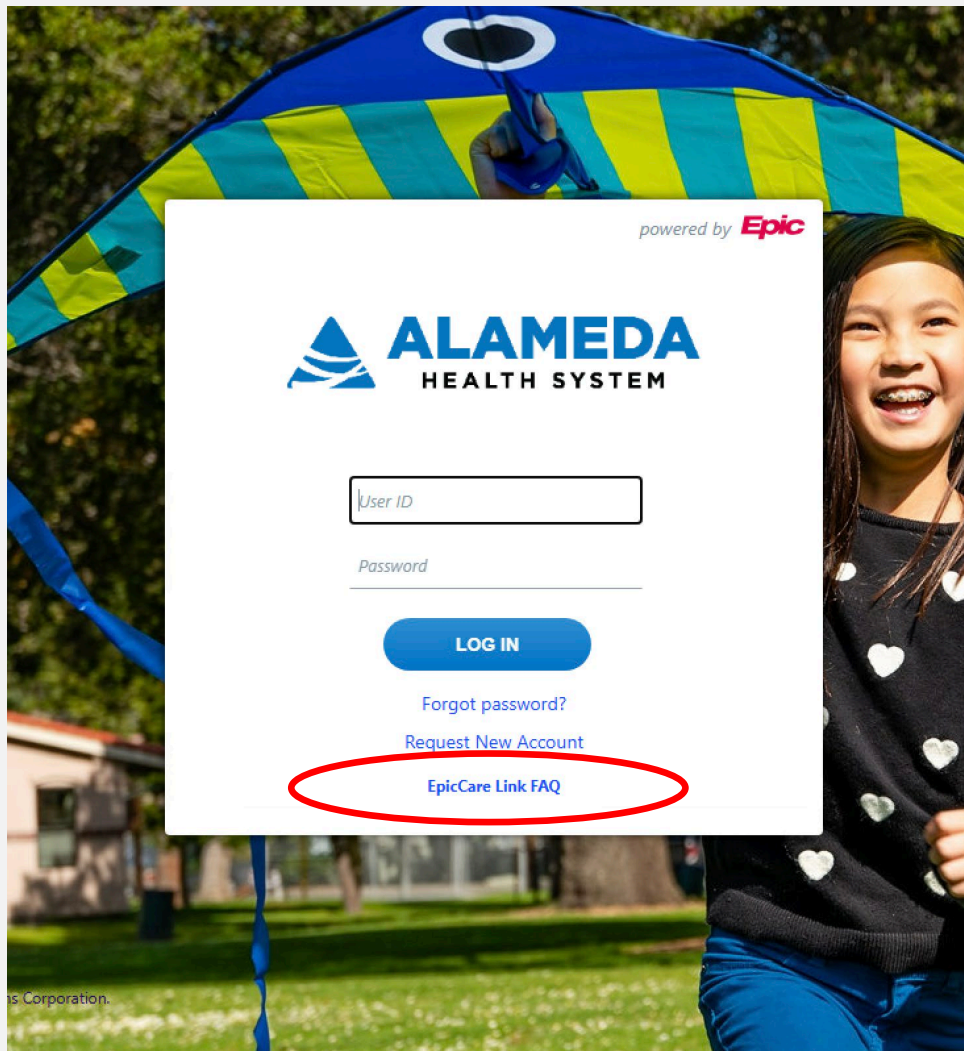 powered by Epic
ALAMEDA
HEALTH SYSTEM
User ID
Password
LOG IN
Forgot password?
Request New Account
EpicCare Link FAQ
ns Corporation.